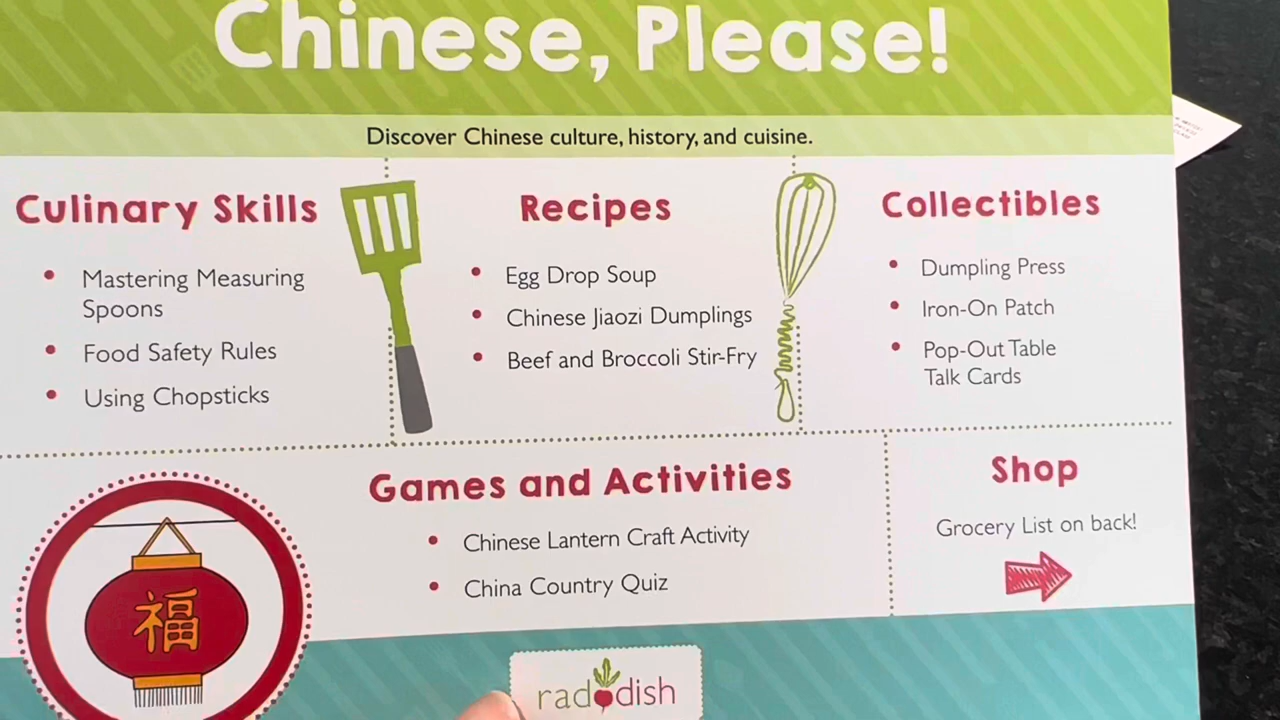 Chinese, Please!
Discover Chinese culture, history, and cuisine.
Culinary Skills
• Mastering Measuring
Spoons
• Food Safety Rules
• Using Chopsticks
Recipes
• Egg Drop Soup
• Chinese Jiaozi Dumplings
• Beef and Broccoli Stir-Fry
Collectibles
• Dumpling Press
• Iron-On Patch
• Pop-Out Table
Talk Cards
福
Games and Activities
• Chinese Lantern Craft Activity
• China Country Quiz
Shop
Grocery List on back!
raddish